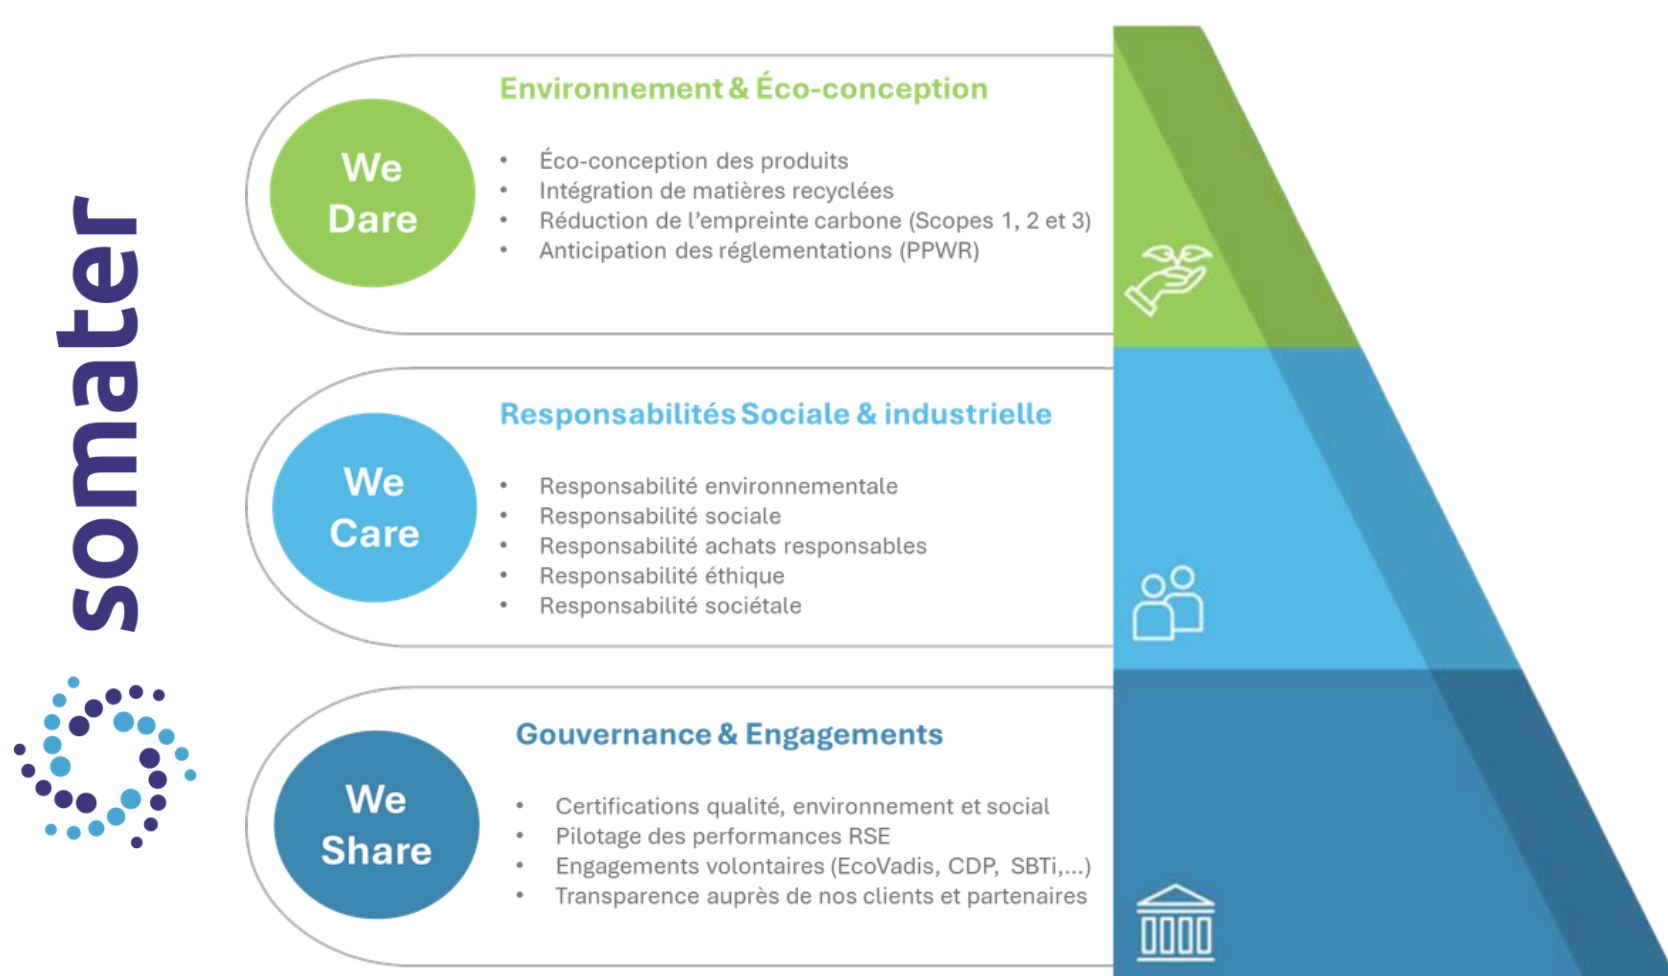 somater
We
Dare
Environnement & Éco-conception
• Éco-conception des produits
• Intégration de matières recyclées
• Réduction de l'empreinte carbone (Scopes 1, 2 et 3)
• Anticipation des réglementations (PPWR)
We
Care
Responsabilités Sociale & industrielle
• Responsabilité environnementale
• Responsabilité sociale
• Responsabilité achats responsables
• Responsabilité éthique
• Responsabilité sociétale
We
Share
Gouvernance & Engagements
• Certifications qualité, environnement et social
• Pilotage des performances RSE
• Engagements volontaires (EcoVadis, CDP, SBTi,...)
• Transparence auprès de nos clients et partenaires